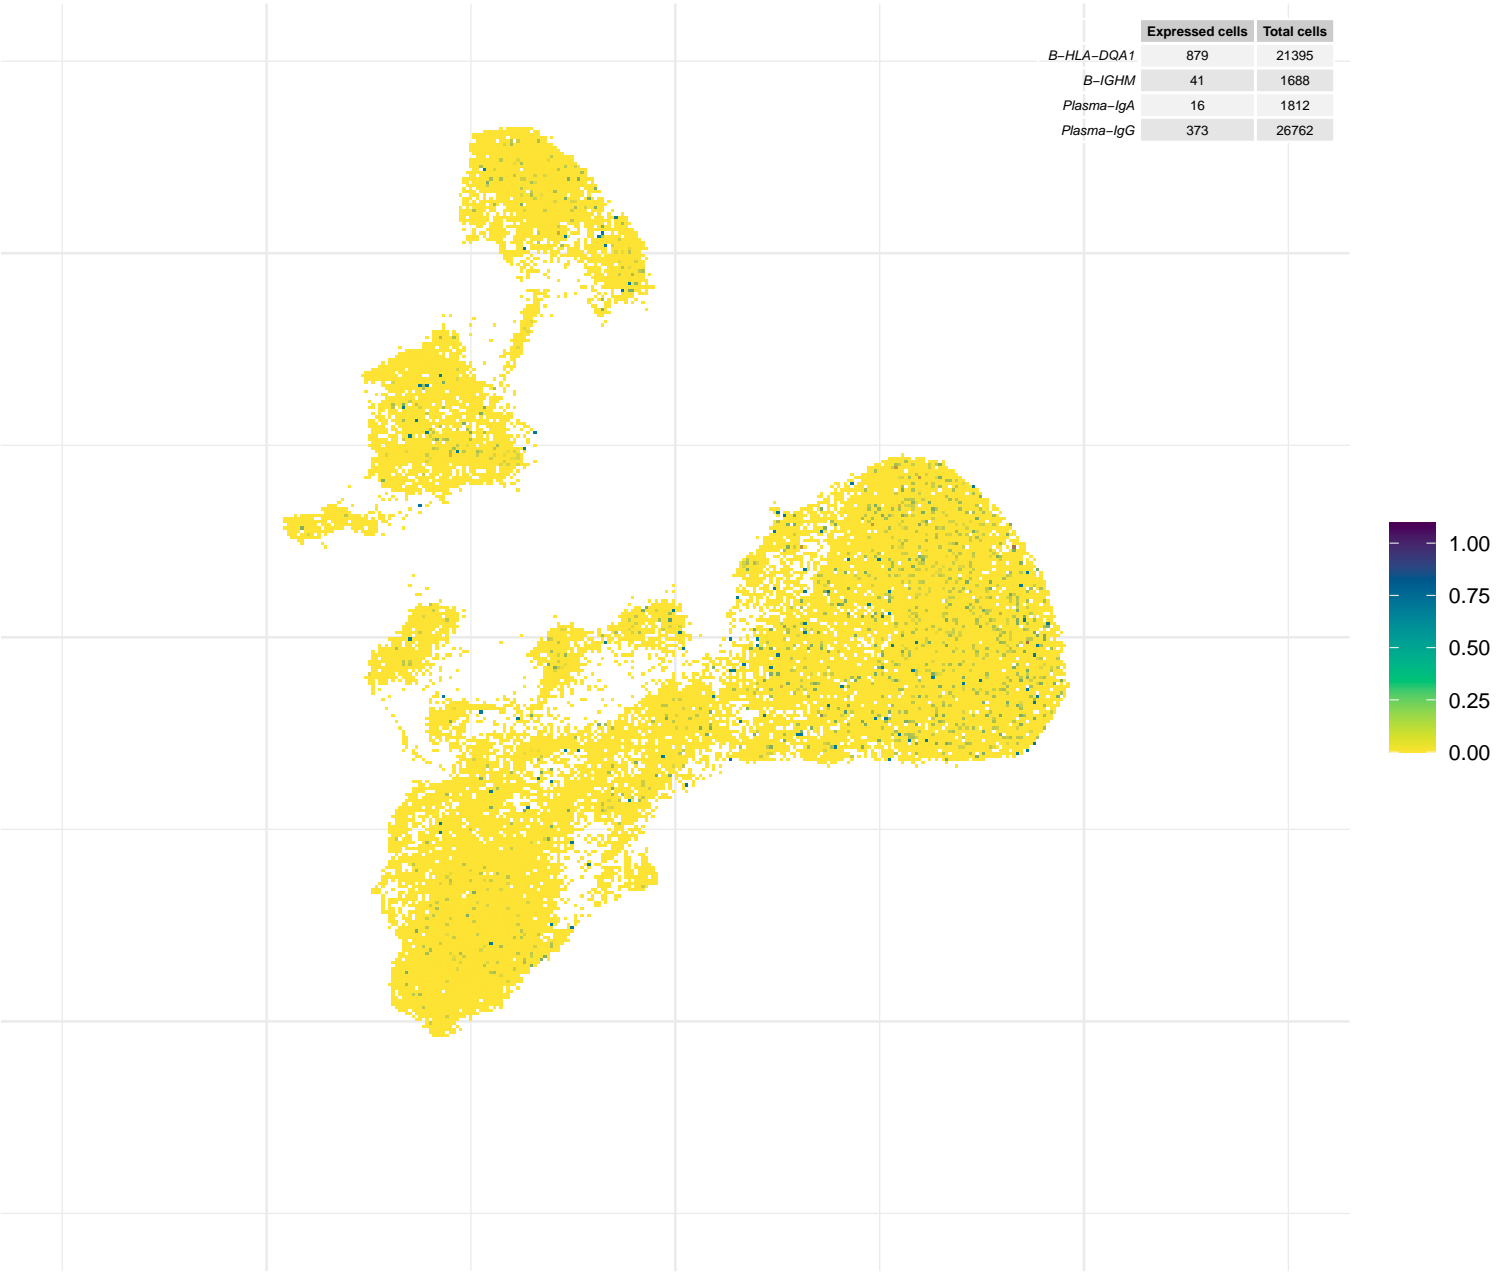 Expressed cells Total cells
B−HLA−DQA1 879 21395
B−IGHM 41 1688
Plasma−IgA 16 1812
Plasma−IgG 373 26762
1.00
0.75
0.50
0.25
0.00